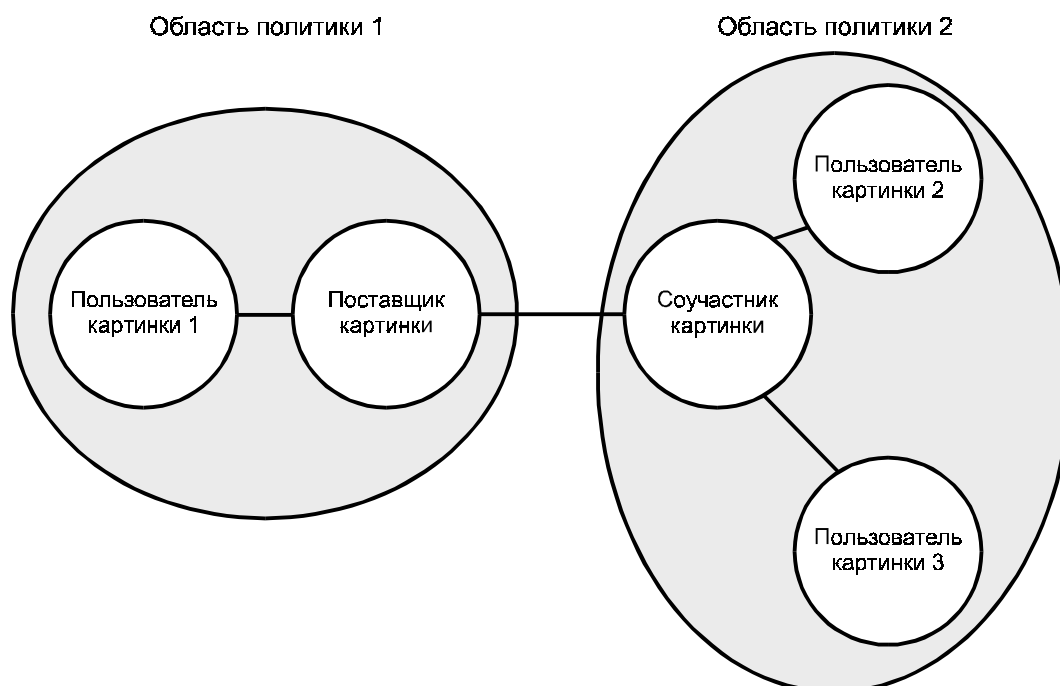 Область политики 1
Область политики 2
Пользователь
картинки 1
Поставщик
картинки
Соучастник
картинки
Пользователь
картинки 2
Пользователь
картинки 3